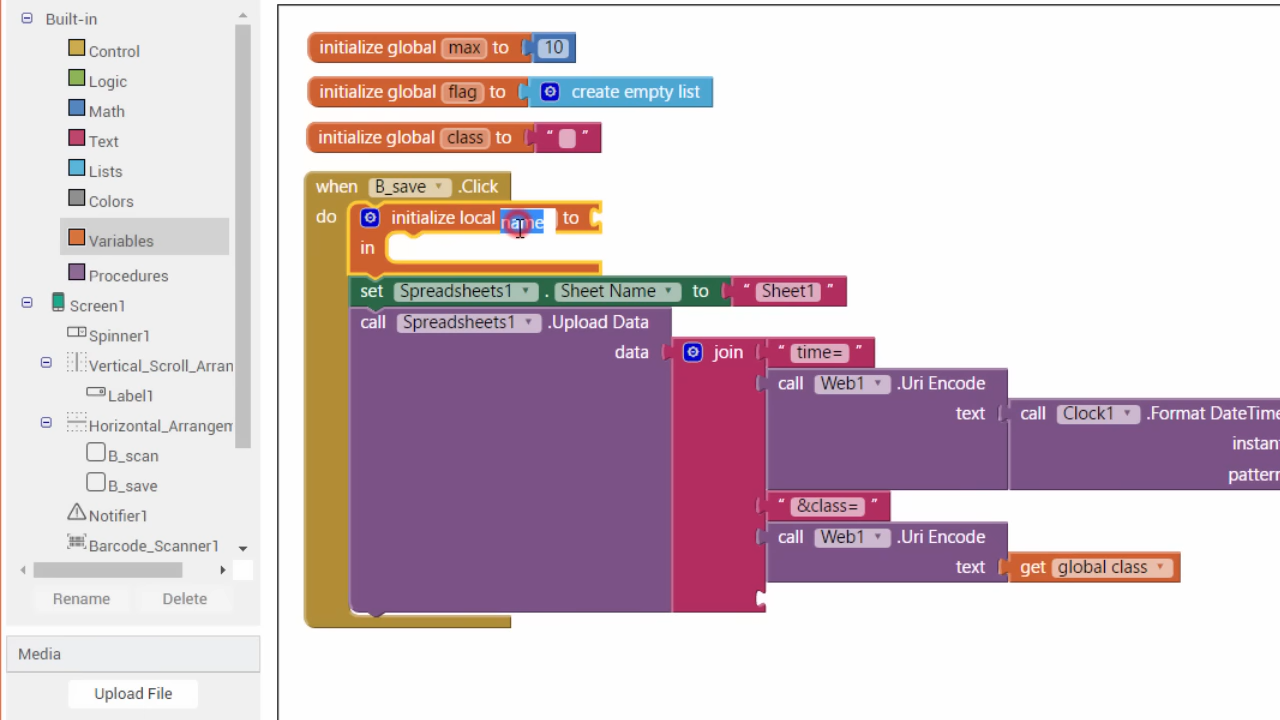 Built-in
Control
Logic
Math
Text
Lists
Colors
Variables
Procedures
Screen1
Spinner1
Vertical_Scroll_Arran
Label1
Horizontal_Arrangem
B_scan
B_save
Notifier1
Barcode_Scanner1
Rename Delete
Media
Upload File
initialize global max to 10
initialize global flag to create empty list
initialize global class to “ ”
when B_save .Click
do initialize local name to
in
set Spreadsheets1 . Sheet Name to “ Sheet1 ”
call Spreadsheets1 .Upload Data
data join “ time= ”
call Web1 .Uri Encode
text call Clock1 .Format DateTime
instant
pattern
“ &class= ”
call Web1 .Uri Encode
text get global class